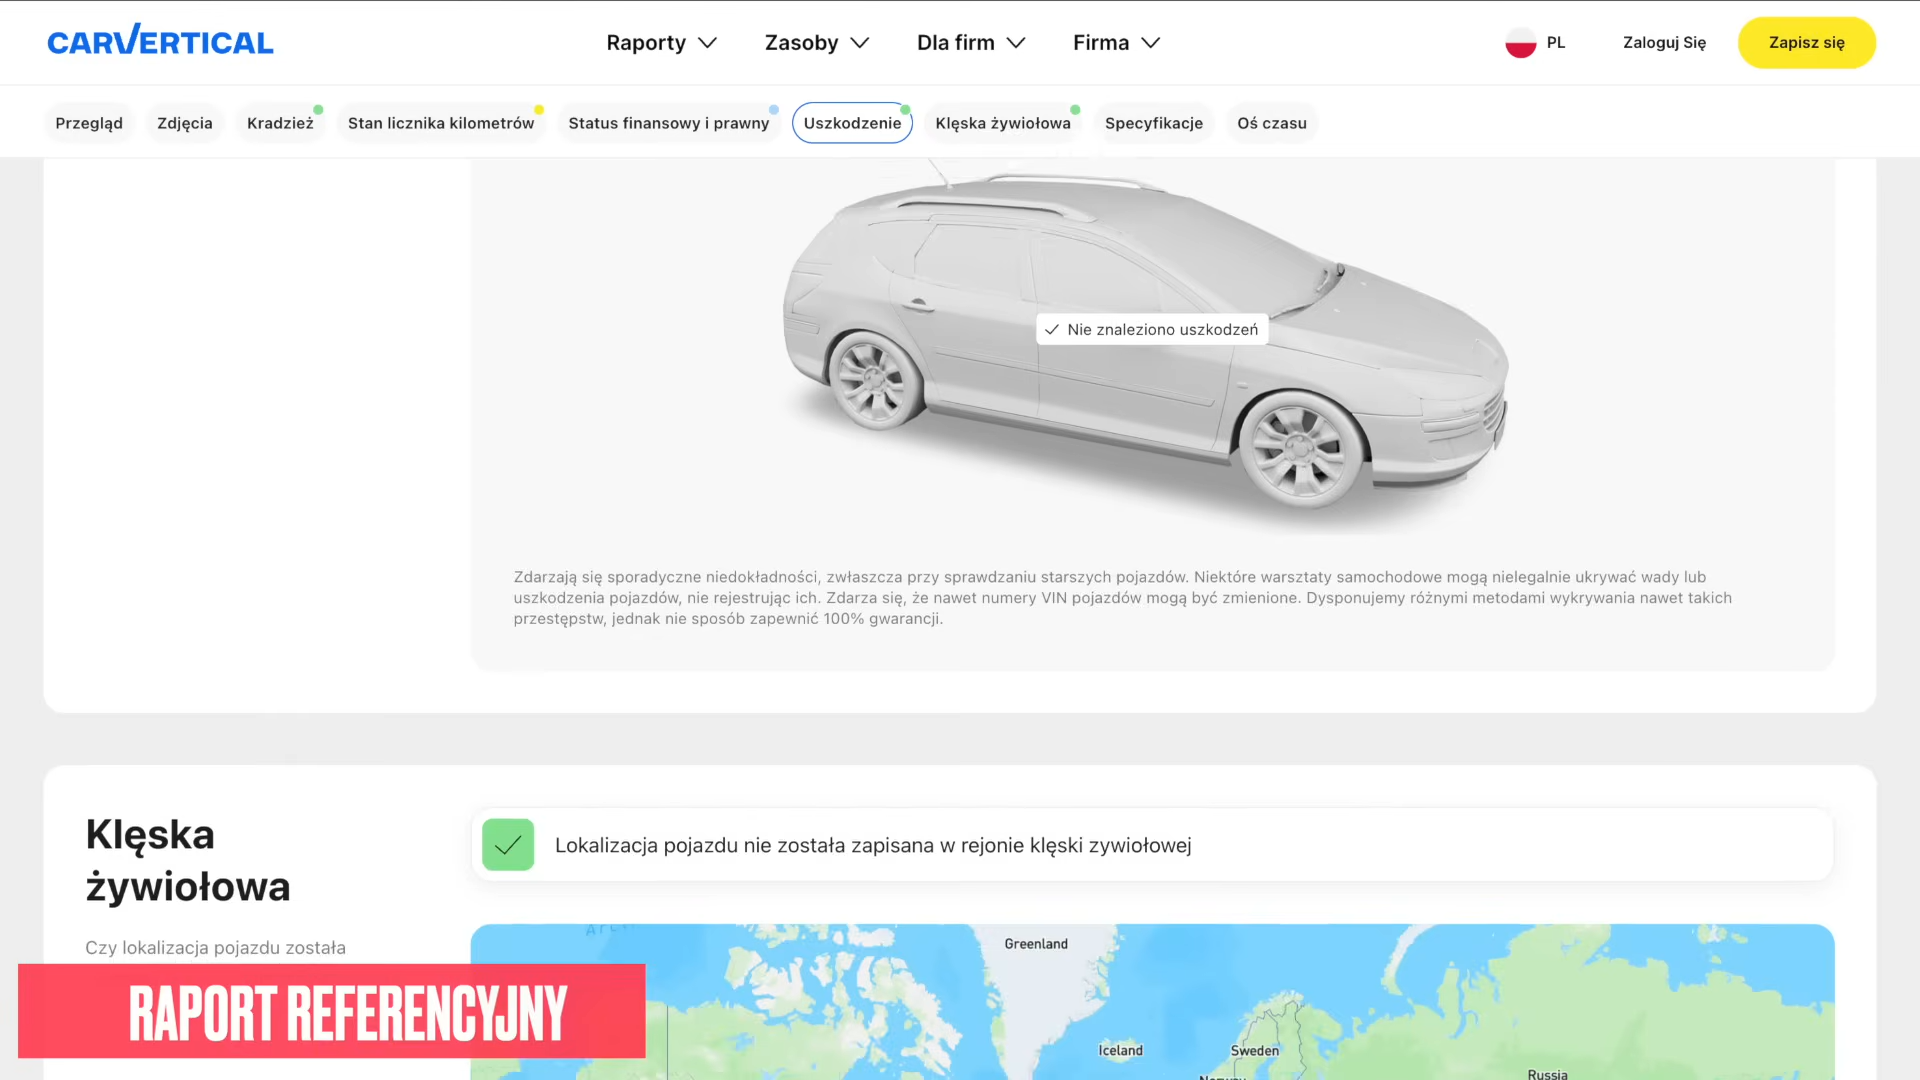 CARVERTICAL
Raporty
Zasoby
Dla firm
Firma
PL
Zaloguj Się
Zapisz się
Przegląd
Zdjęcia
Kradzież
Stan licznika kilometrów
Status finansowy i prawny
Uszkodzenie
Klęska żywiołowa
Specyfikacje
Oś czasu
Nie znaleziono uszkodzeń
Zdarzają się sporadyczne niedokładności, zwłaszcza przy sprawdzaniu starszych pojazdów. Niektóre warsztaty samochodowe mogą nielegalnie ukrywać wady lub
uszkodzenia pojazdów, nie rejestrując ich. Zdarza się, że nawet numery VIN pojazdów mogą być zmienione. Dysponujemy różnymi metodami wykrywania nawet takich
przestępstw, jednak nie sposób zapewnić 100% gwarancji.
Klęska
żywiołowa
Lokalizacja pojazdu nie została zapisana w rejonie klęski zywiołowej
Czy lokalizacja pojazdu została
Greenland
Iceland
Sweden
Norway
Russia
RAPORT REFERENCYJNY